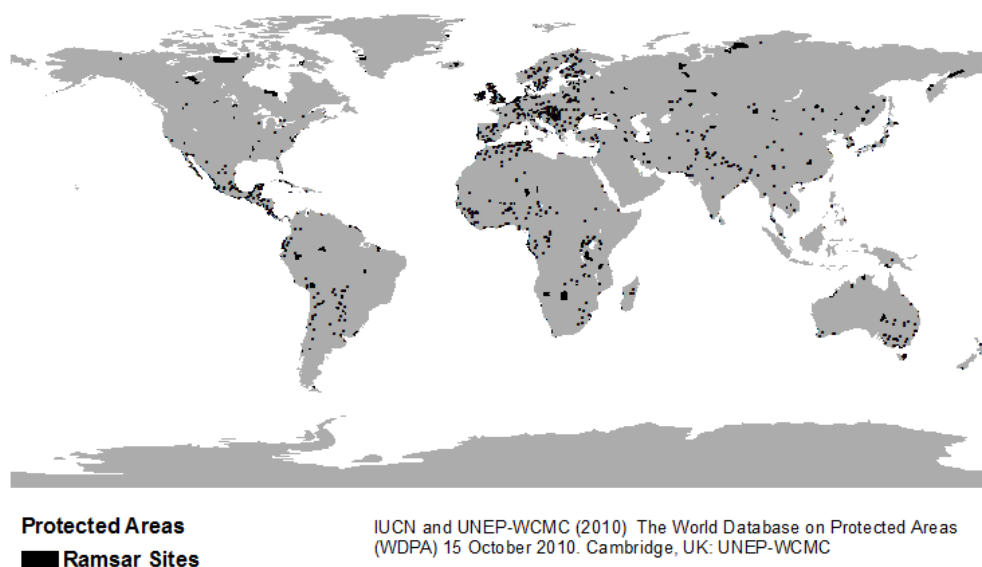 Protected Areas
Ramsar Sites
IUCN and UNEP-WCMC (2010) The World Database on Protected Areas
(WDPA) 15 October 2010. Cambridge, UK: UNEP-WCMC